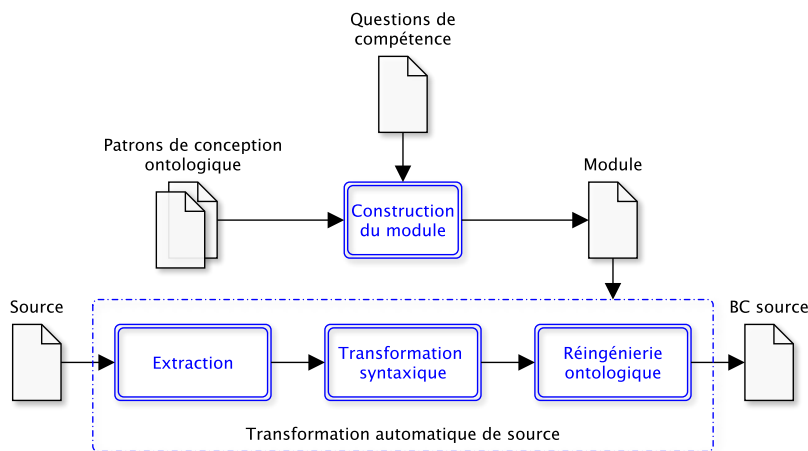 Questions de
compétence
Patrons de conception
ontologique
Module
Construction
du module
Source
BC source
Extraction
Transformation
syntaxique
Réingénierie
ontologique
Transformation automatique de source